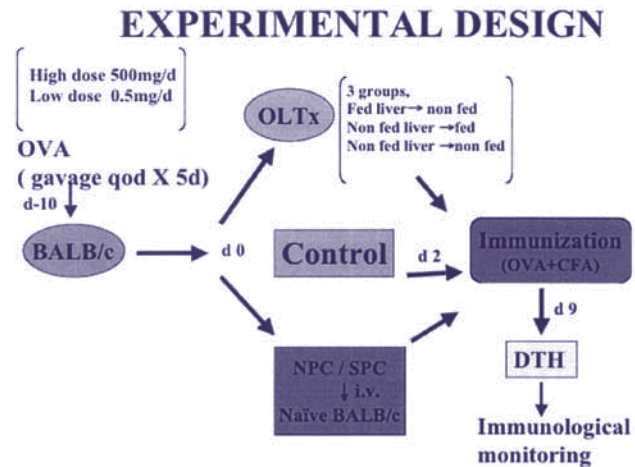 EXPERIMENTAL DESIGN
High dose 500mg/d
Low dose 0.5mg/d
OVA
( gavage qod X 5d)
d-10
BALB/c
d 0
OLTx
3 groups,
Fed liver→ non fed
Non fed liver →fed
Non fed liver →non fed
Control
d 2
NPC / SPC
↓ i.v.
Naïve BALB/c
Immunization
(OVA+CFA)
d 9
DTH
Immunological
monitoring